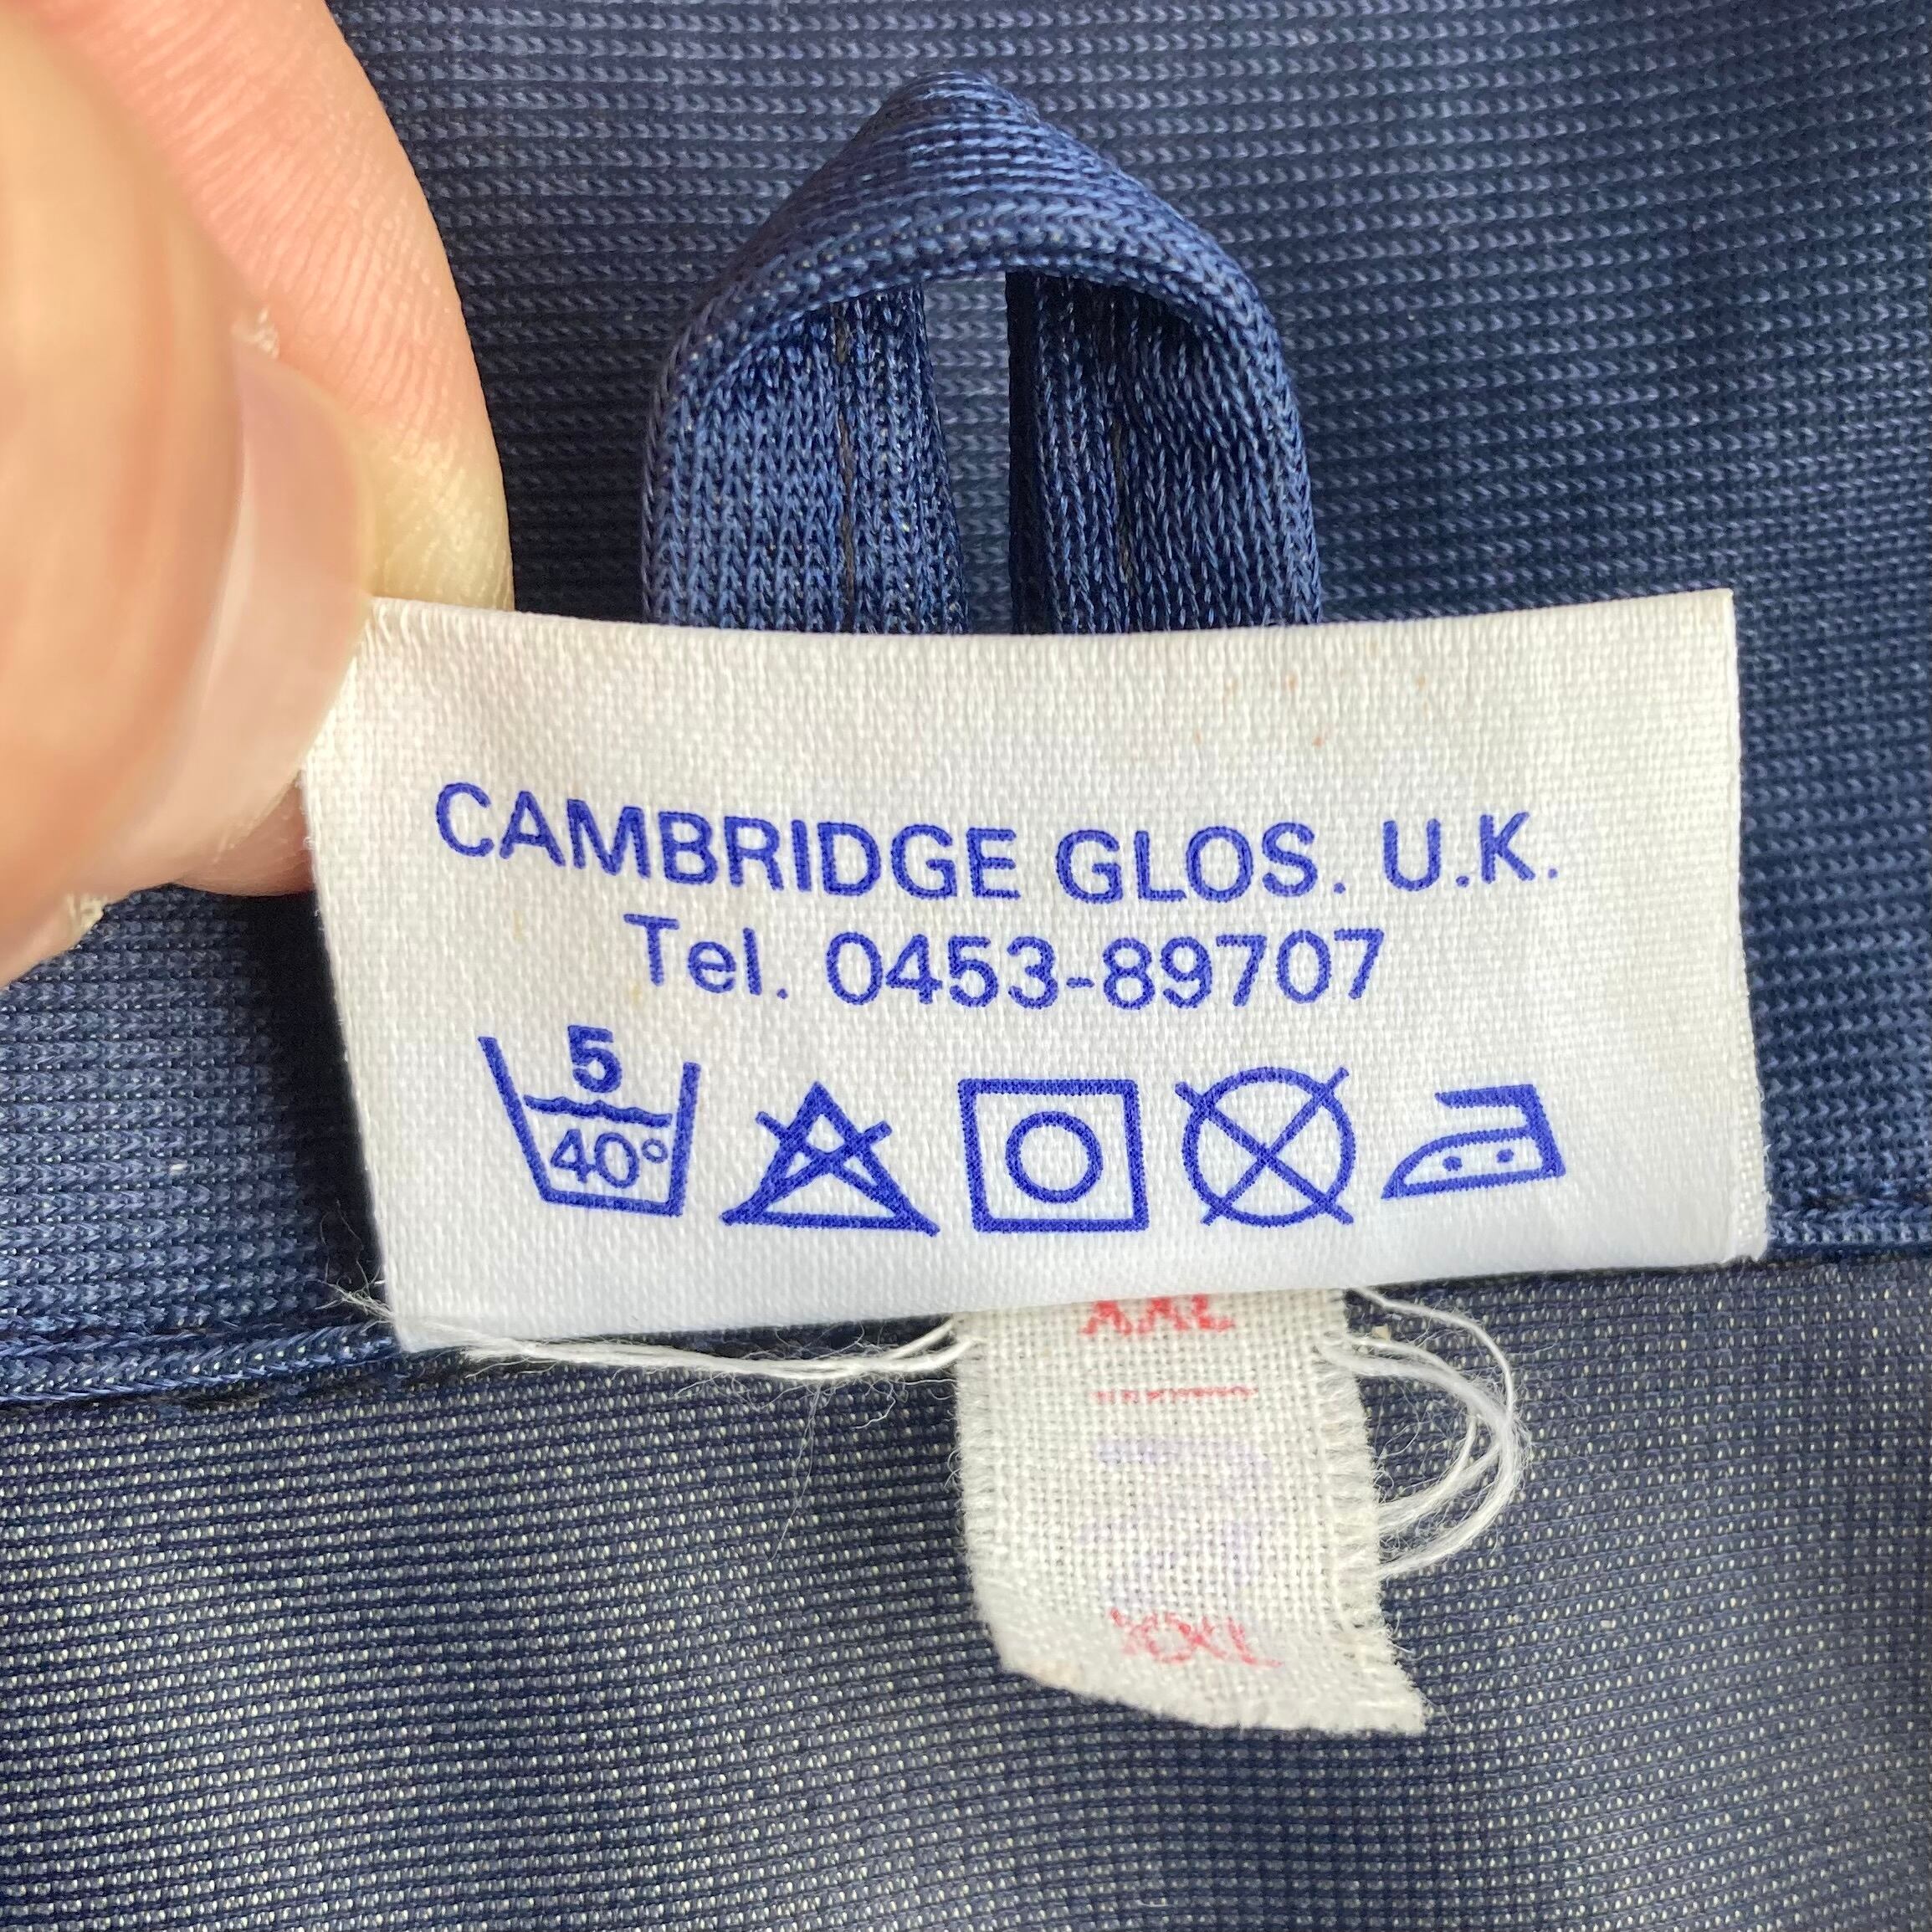 CAMBRIDGE GLOS. U.K.
Tel. 0453-89707
5
40°
XXL
XXL